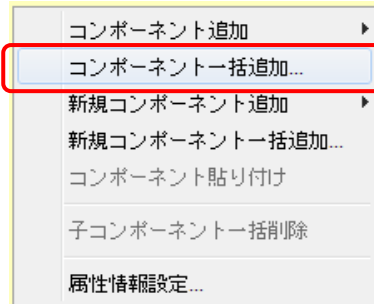 コンポーネント追加
コンポーネント一括追加...
新規コンポーネント追加
新規コンポーネント一括追加...
コンポーネント貼り付け
子コンポーネント一括削除
属性情報設定...